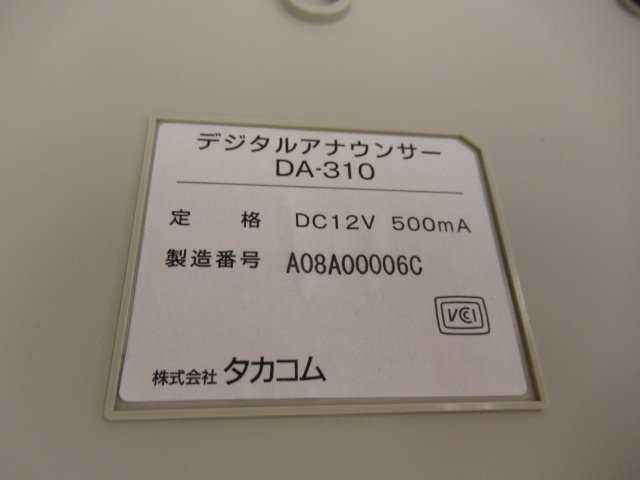 デジタルアナウンサー
DA-310
定 格 DC12V 500mA
製造番号 A08A00006C
VCCI
株式会社 タカコム